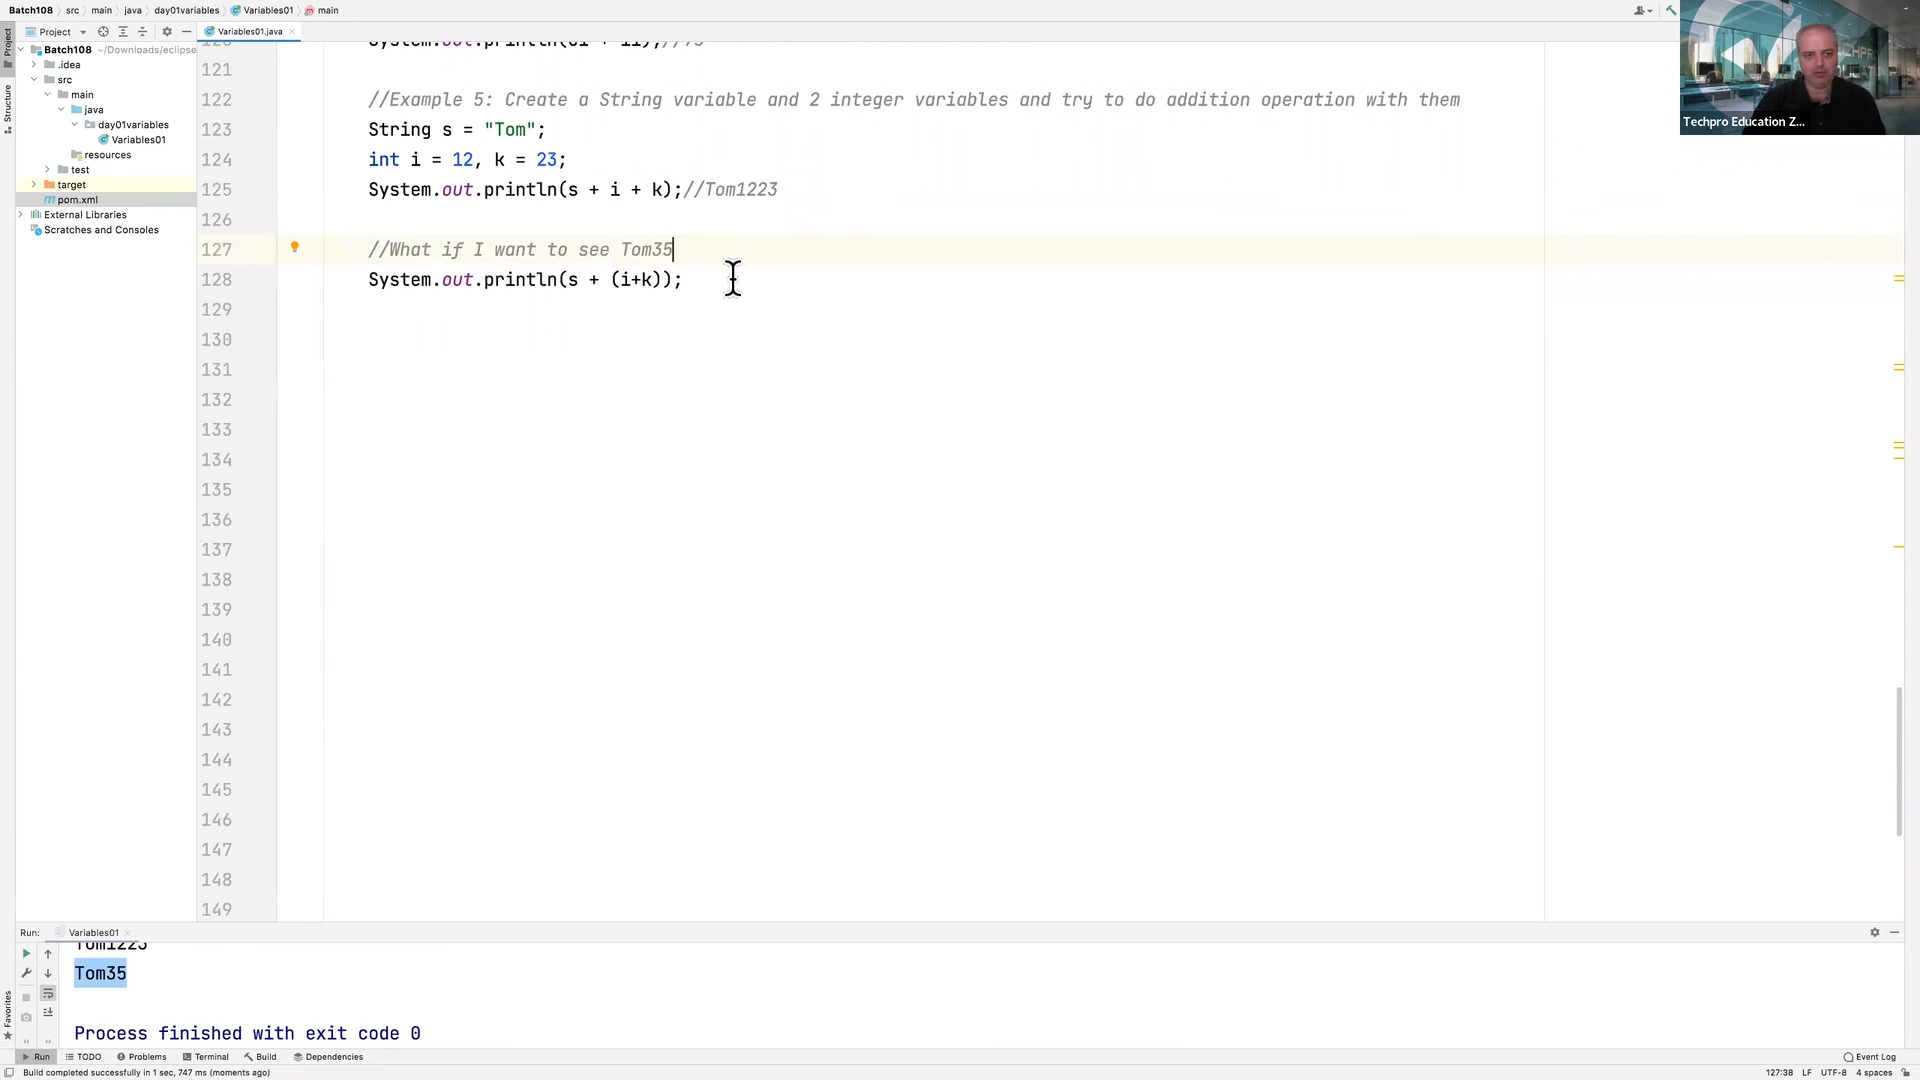 Batch108 src main java day01variables Variables01 main
Project
Variables01.java
Project
Batch108 ~/Downloads/eclipse
.idea
src
main
java
day01variables
Variables01
resources
test
target
pom.xml
External Libraries
Scratches and Consoles
Structure
Favorites
121
122 //Example 5: Create a String variable and 2 integer variables and try to do addition operation with them
123 String s = "Tom";
124 int i = 12, k = 23;
125 System.out.println(s + i + k);//Tom1223
126
127 //What if I want to see Tom35
128 System.out.println(s + (i+k));
129
130
131
132
133
134
135
136
137
138
139
140
141
142
143
144
145
146
147
148
149
Techpro Education Z...
Run: Variables01
Tom1223
Tom35
Process finished with exit code 0
Run TODO Problems Terminal Build Dependencies Event Log
Build completed successfully in 1 sec, 747 ms (moments ago) 127:38 LF UTF-8 4 spaces